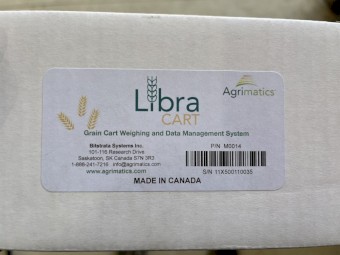 Libra
CART
Agrimatics
Grain Cart Weighing and Data Management System
Bitstrata Systems Inc.
101-116 Research Drive
Saskatoon, SK Canada S7N 3R3
1-866-241-7216 info@agrimatics.com
www.agrimatics.com
P/N M0014
S/N 11X500110035
MADE IN CANADA